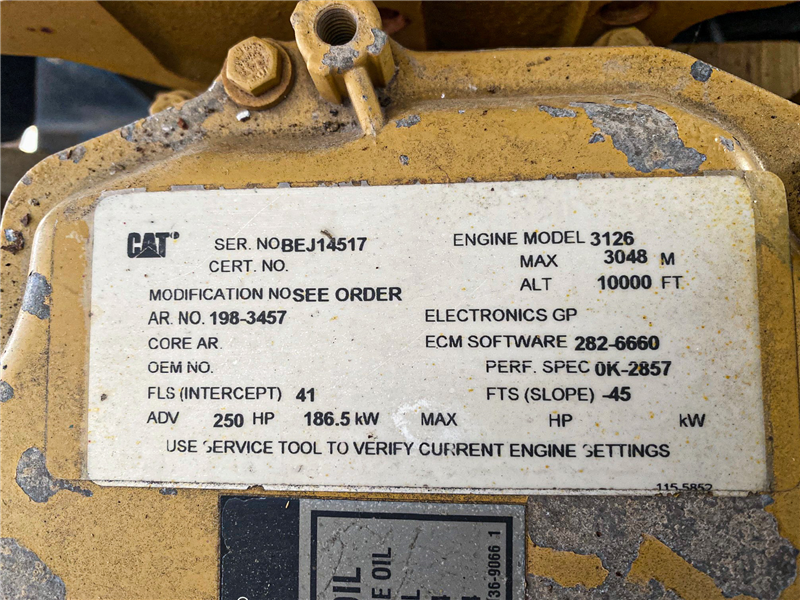 CAT® SER. NO BEJ14517 ENGINE MODEL 3126
CERT. NO. MAX 3048 M
ALT 10000 FT
MODIFICATION NO SEE ORDER
AR. NO. 198-3457 ELECTRONICS GP
CORE AR. ECM SOFTWARE 282-6660
OEM NO. PERF. SPEC 0K-2857
FLS (INTERCEPT) 41 FTS (SLOPE) -45
ADV 250 HP 186.5 kW MAX HP kW
USE SERVICE TOOL TO VERIFY CURRENT ENGINE SETTINGS
115-5852
OIL
E OIL